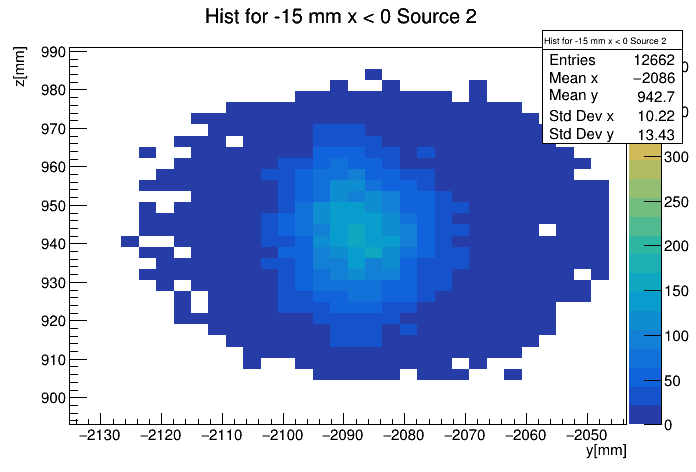 Hist for -15 mm x < 0 Source 2
Hist for -15 mm x < 0 Source 2
Entries 12662
Mean x −2086
Mean y 942.7
Std Dev x 10.22
Std Dev y 13.43
z[mm]
990
980
970
960
950
940
930
920
910
900
300
250
200
150
100
50
0
−2130 −2120 −2110 −2100 −2090 −2080 −2070 −2060 −2050
y[mm]